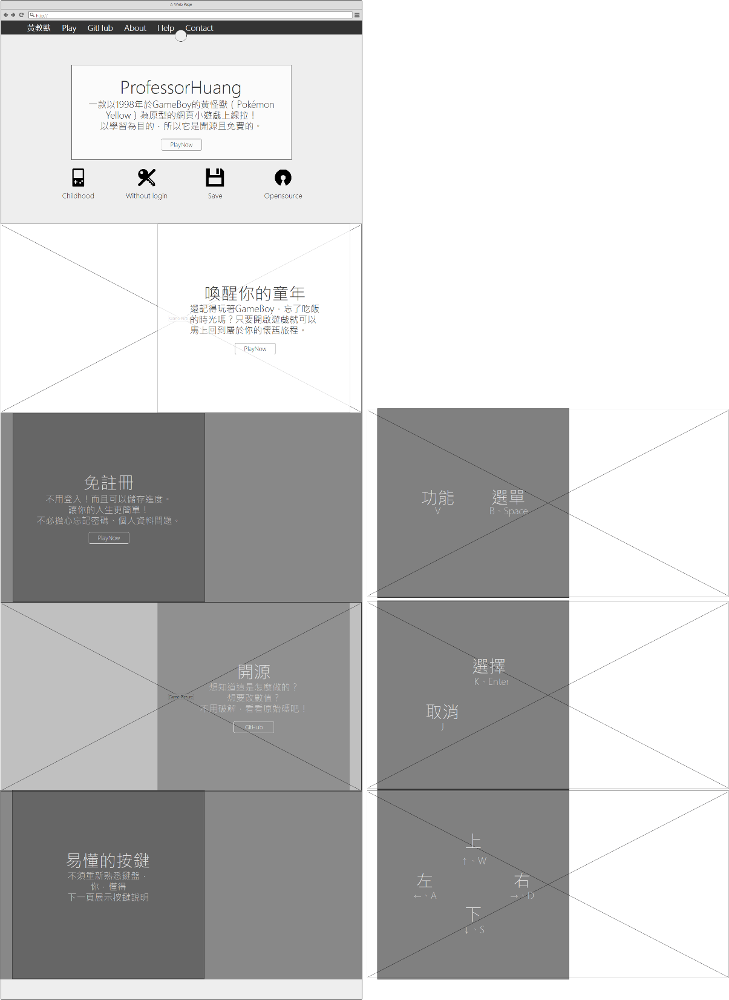 A Web Page
http://
黃教獸 Play GitHub About Help Contact
ProfessorHuang
一款以1998年於GameBoy的黃怪獸（Pokémon
Yellow）為原型的網頁小遊戲上線拉！
以學習為目的，所以它是開源且免費的。
PlayNow
Childhood Without login Save Opensource
喚醒你的童年
Game Picture
還記得玩著GameBoy，忘了吃飯
的時光嗎？只要開啟遊戲就可以
馬上回到屬於你的懷舊旅程。
PlayNow
免註冊
不用登入！而且可以儲存進度。
讓你的人生更簡單！
不必擔心忘記密碼、個人資料問題。
PlayNow
開源
想知道這是怎麼做的？
Game Picture
想要改數值？
不用破解，看看原始碼吧！
GitHub
易懂的按鍵
不須重新熟悉鍵盤，
你，懂得
下一頁展示按鍵說明
功能 選單
V B、Space
選擇
K、Enter
取消
J
上
↑、W
左 右
←、A →、D
下
↓、S